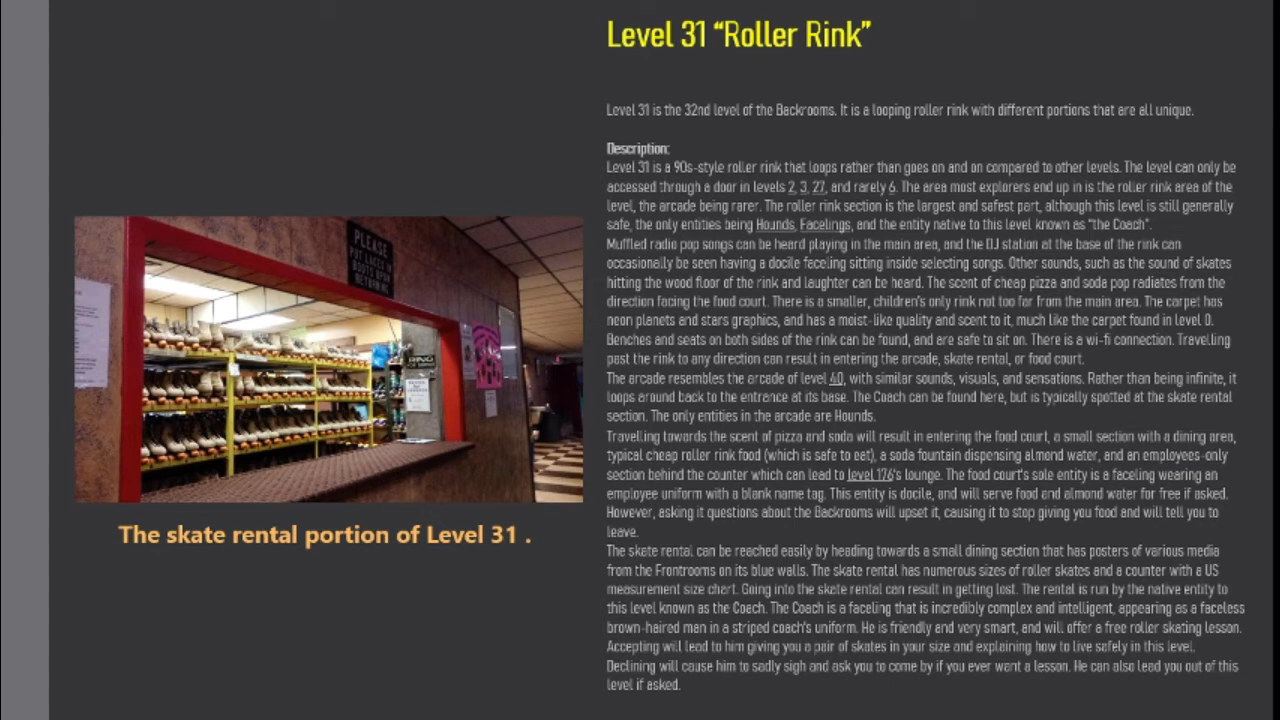 Level 31 “Roller Rink”
Level 31 is the 32nd level of the Backrooms. It is a looping roller rink with different portions that are all unique.
Description:
Level 31 is a 90s-style roller rink that loops rather than goes on and on compared to other levels. The level can only be
accessed through a door in levels 2, 3, 27, and rarely 6. The area most explorers end up in is the roller rink area of the
level, the arcade being rarer. The roller rink section is the largest and safest part, although this level is still generally
safe, the only entities being Hounds, Facelings, and the entity native to this level known as "the Coach".
Muffled radio pop songs can be heard playing in the main area, and the DJ station at the base of the rink can
occasionally be seen having a docile faceling sitting inside selecting songs. Other sounds, such as the sound of skates
hitting the wood floor of the rink and laughter can be heard. The scent of cheap pizza and soda pop radiates from the
direction facing the food court. There is a smaller, children's only rink not too far from the main area. The carpet has
neon planets and stars graphics, and has a moist-like quality and scent to it, much like the carpet found in level 0.
Benches and seats on both sides of the rink can be found, and are safe to sit on. There is a wi-fi connection. Travelling
past the rink to any direction can result in entering the arcade, skate rental, or food court.
The arcade resembles the arcade of level 40, with similar sounds, visuals, and sensations. Rather than being infinite, it
loops around back to the entrance at its base. The Coach can be found here, but is typically spotted at the skate rental
section. The only entities in the arcade are Hounds.
Travelling towards the scent of pizza and soda will result in entering the food court, a small section with a dining area,
typical cheap roller rink food (which is safe to eat), a soda fountain dispensing almond water, and an employees-only
section behind the counter which can lead to level 176's lounge. The food court's sole entity is a faceling wearing an
employee uniform with a blank name tag. This entity is docile, and will serve food and almond water for free if asked.
However, asking it questions about the Backrooms will upset it, causing it to stop giving you food and will tell you to
leave.
The skate rental can be reached easily by heading towards a small dining section that has posters of various media
from the Frontrooms on its blue walls. The skate rental has numerous sizes of roller skates and a counter with a US
measurement size chart. Going into the skate rental can result in getting lost. The rental is run by the native entity to
this level known as the Coach. The Coach is a faceling that is incredibly complex and intelligent, appearing as a faceless
brown-haired man in a striped coach's uniform. He is friendly and very smart, and will offer a free roller skating lesson.
Accepting will lead to him giving you a pair of skates in your size and explaining how to live safely in this level.
Declining will cause him to sadly sigh and ask you to come by if you ever want a lesson. He can also lead you out of this
level if asked.
PLEASE
PUT LACES IN
BOOTS UPON
RETURNING
RING
The skate rental portion of Level 31 .